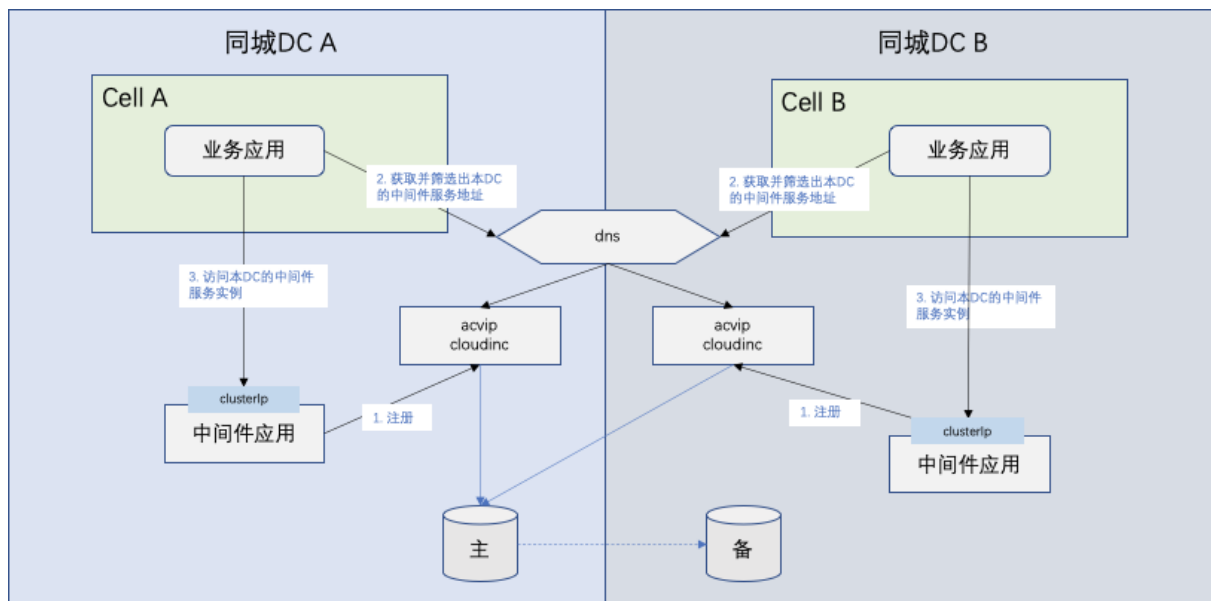 同城DC A
同城DC B
Cell A
业务应用
Cell B
业务应用
2. 获取并筛选出本DC
的中间件服务地址
2. 获取并筛选出本DC
的中间件服务地址
dns
3. 访问本DC的中间件
服务实例
3. 访问本DC的中间件
服务实例
acvip
cloudinc
acvip
cloudinc
clusterIp
中间件应用
1. 注册
1. 注册
clusterIp
中间件应用
主
备